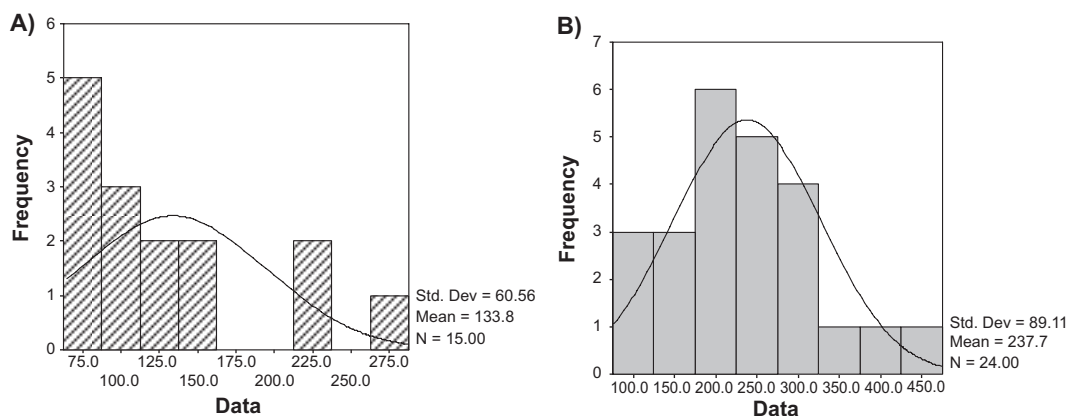 A)
6
5
4
3
2
1
0
Frequency
75.0 125.0 175.0 225.0 275.0
100.0 150.0 200.0 250.0
Data
Std. Dev = 60.56
Mean = 133.8
N = 15.00
B)
7
6
5
4
3
2
1
0
Frequency
100.0 150.0 200.0 250.0 300.0 350.0 400.0 450.0
Data
Std. Dev = 89.11
Mean = 237.7
N = 24.00